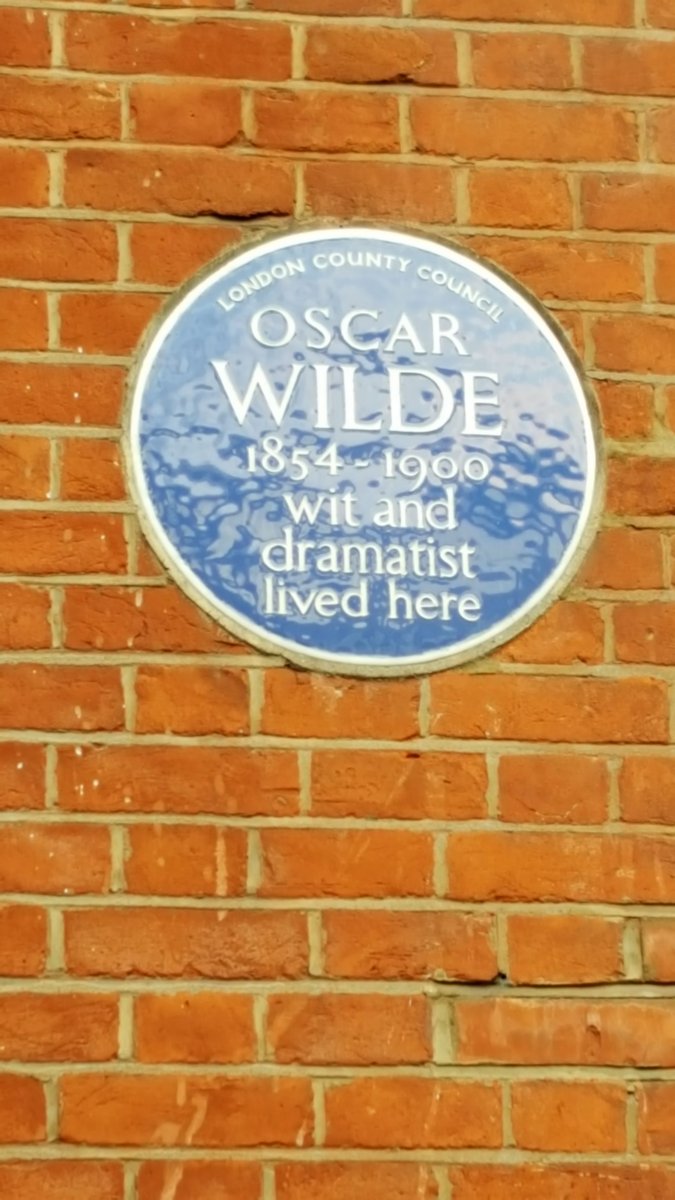 LONDON COUNTY COUNCIL
OSCAR
WILDE
1854 - 1900
wit and
dramatist
lived here